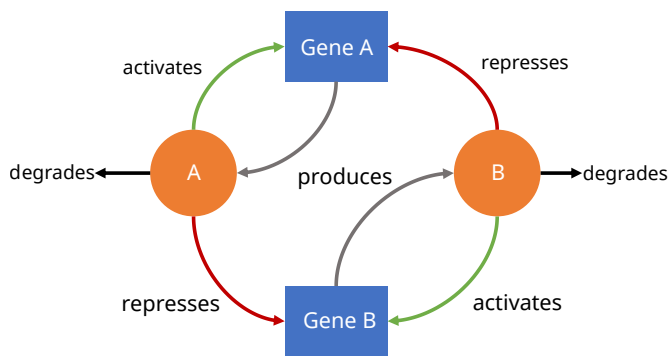 Gene A
activates
represses
degrades
A
produces
B
degrades
represses
Gene B
activates